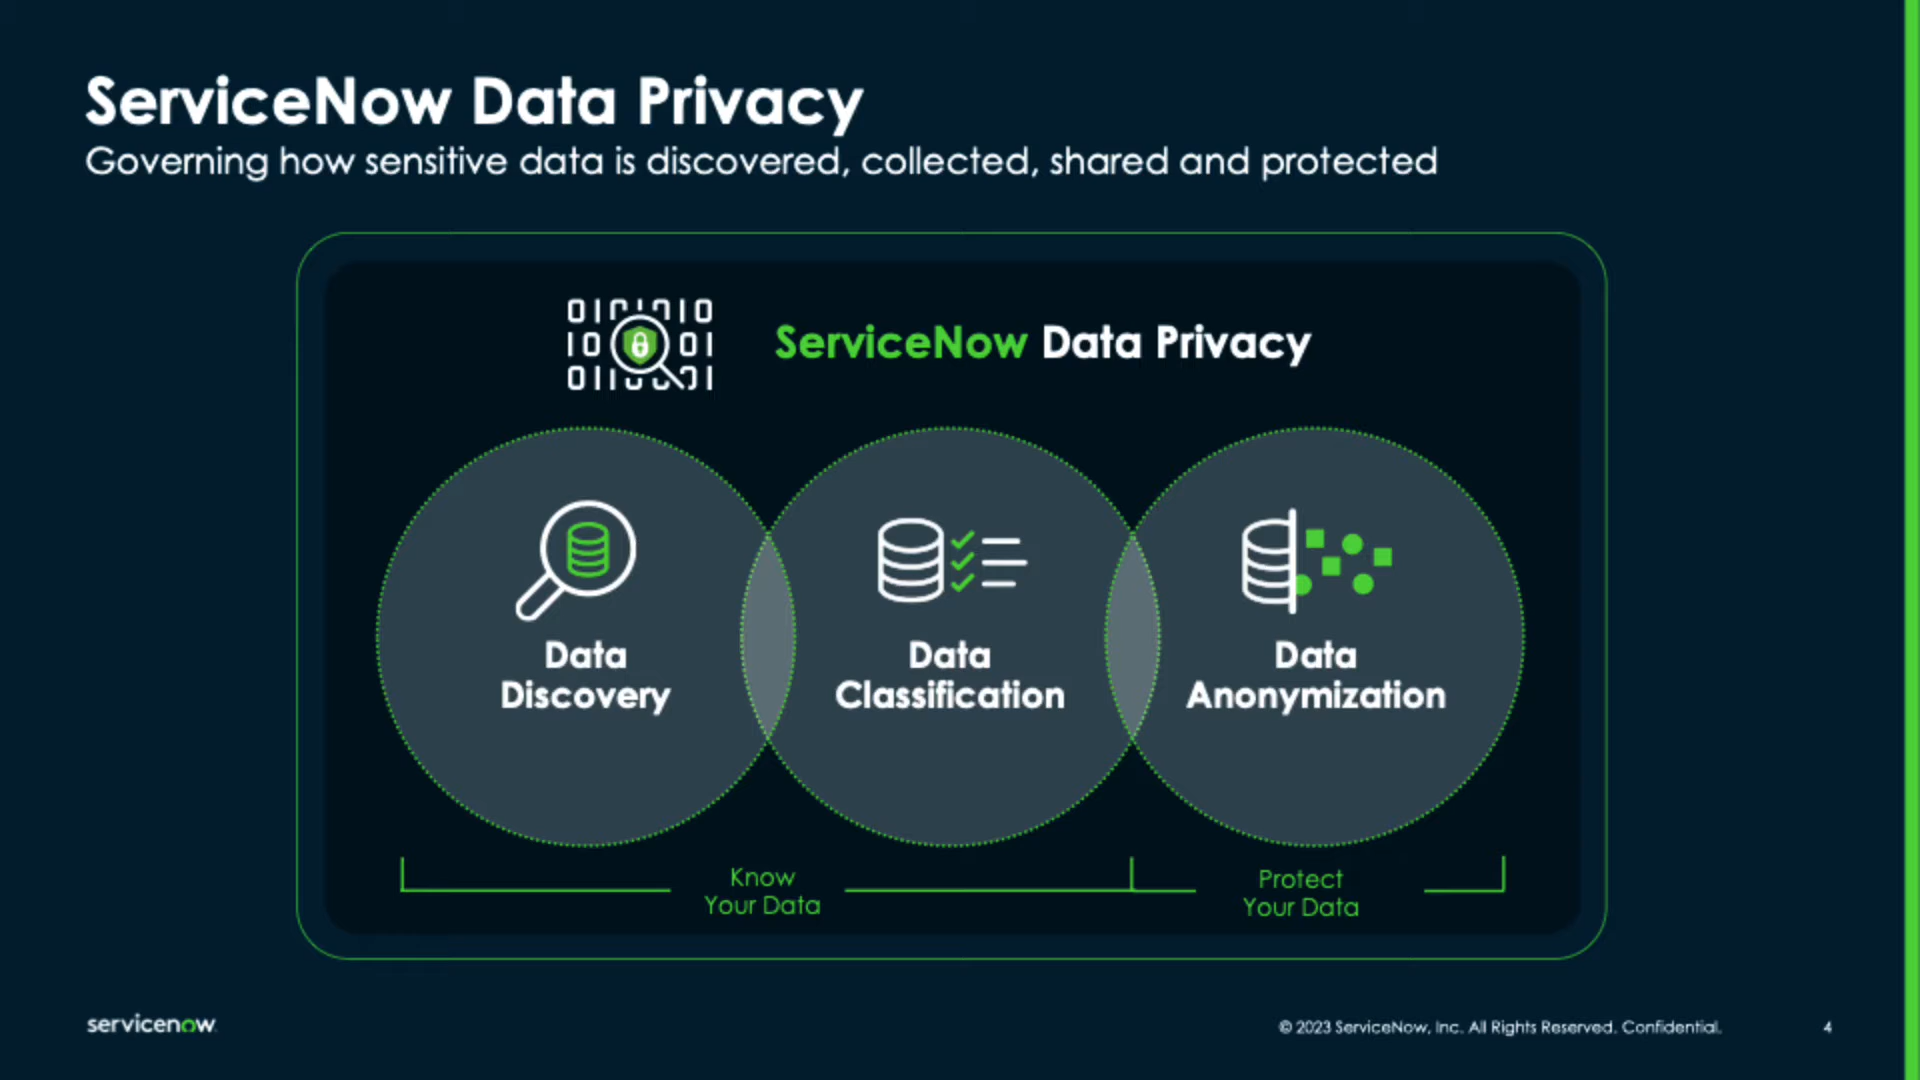 ServiceNow Data Privacy
Governing how sensitive data is discovered, collected, shared and protected
ServiceNow Data Privacy
Data
Discovery
Data
Classification
Data
Anonymization
Know
Your Data
Protect
Your Data
servicenow
© 2023 ServiceNow, Inc. All Rights Reserved. Confidential.
4